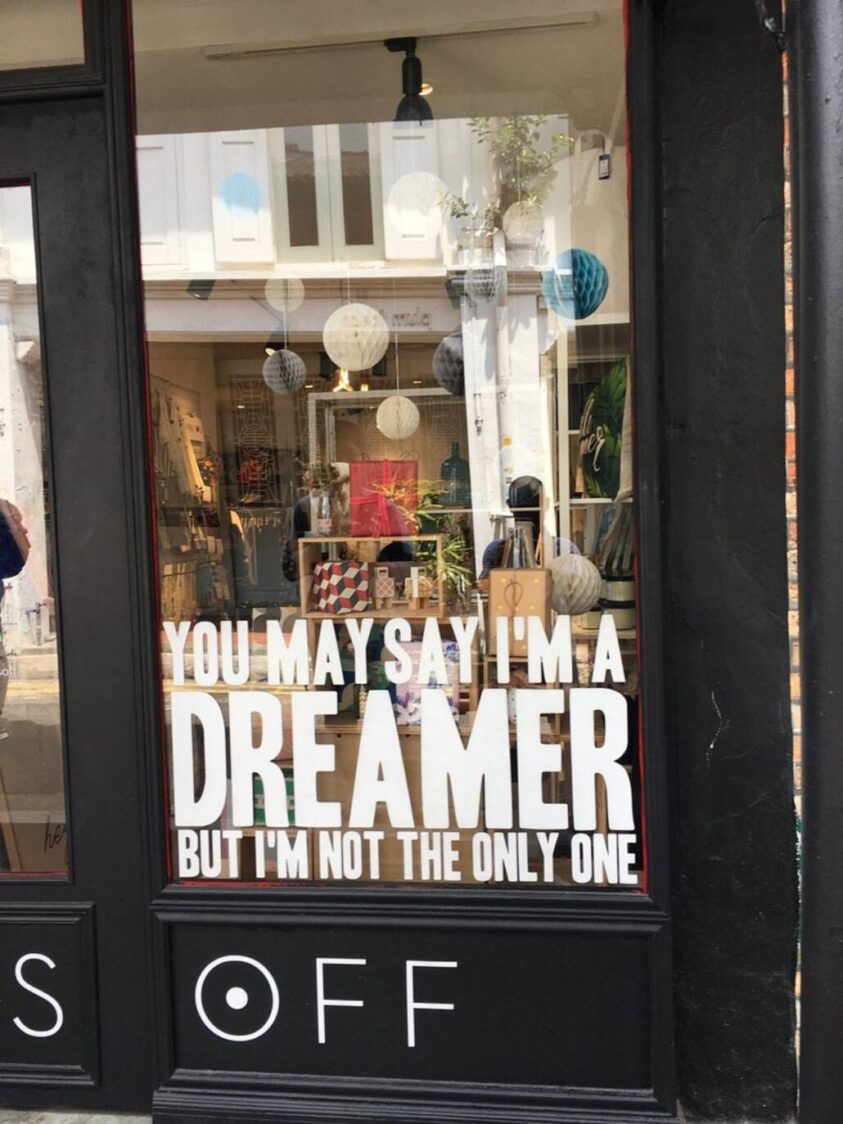 YOU MAY SAY I'M A
DREAMER
BUT I'M NOT THE ONLY ONE
S OFF